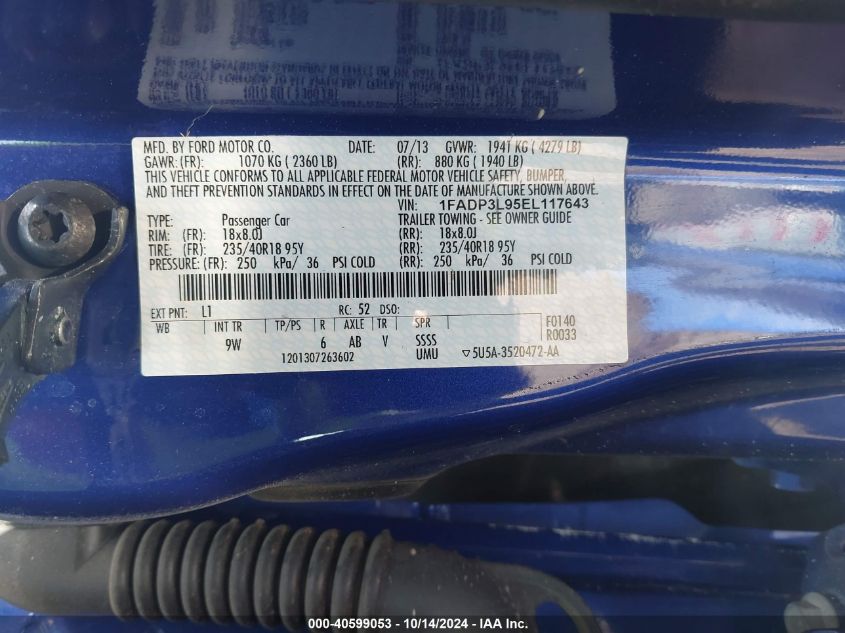 MFD. BY FORD MOTOR CO. DATE: 07/13 GVWR: 1941 KG ( 4279 LB)
GAWR: (FR): 1070 KG ( 2360 LB) (RR): 880 KG ( 1940 LB)
THIS VEHICLE CONFORMS TO ALL APPLICABLE FEDERAL MOTOR VEHICLE SAFETY, BUMPER,
AND THEFT PREVENTION STANDARDS IN EFFECT ON THE DATE OF MANUFACTURE SHOWN ABOVE.
VIN: 1FADP3L95EL117643
TYPE: Passenger Car TRAILER TOWING - SEE OWNER GUIDE
RIM: (FR): 18x8.0J (RR): 18x8.0J
TIRE: (FR): 235/40R18 95Y (RR): 235/40R18 95Y
PRESSURE: (FR): 250 kPa/ 36 PSI COLD (RR): 250 kPa/ 36 PSI COLD
EXT PNT: L1 RC: 52 DSO:
WB INT TR TP/PS R AXLE TR SPR F0140
9W 6 AB V SSSS R0033
1201307263602 UMU ▽5U5A-3520472-AA
000-40599053 - 10/14/2024 - IAA Inc.